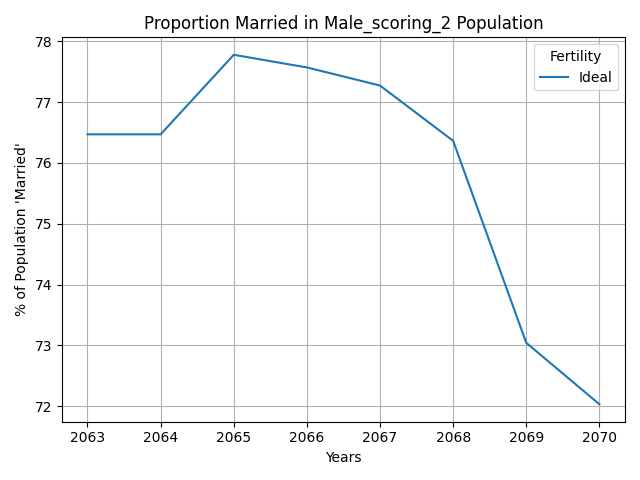 Proportion Married in Male_scoring_2 Population
Fertility
Ideal
% of Population 'Married'
78
77
76
75
74
73
72
2063 2064 2065 2066 2067 2068 2069 2070
Years